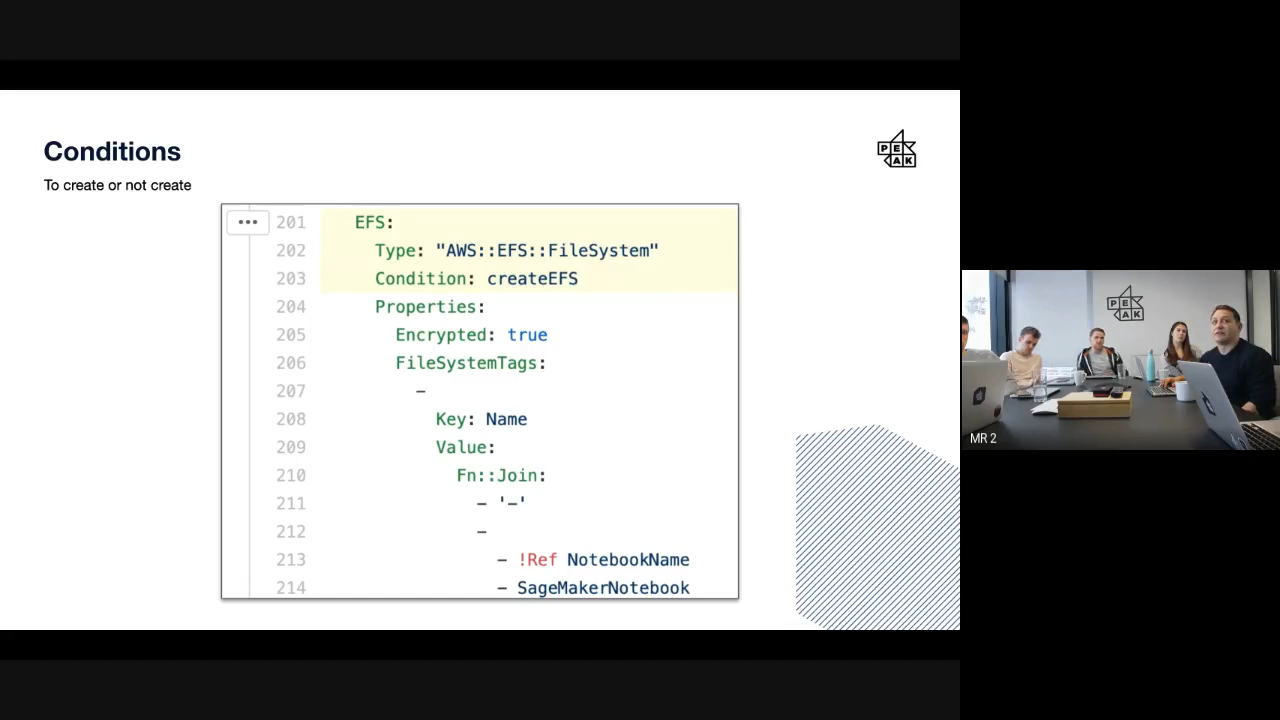 Conditions
To create or not create
PEAK
201 EFS:
202 Type: "AWS::EFS::FileSystem"
203 Condition: createEFS
204 Properties:
205 Encrypted: true
206 FileSystemTags:
207 -
208 Key: Name
209 Value:
210 Fn::Join:
211 - '-'
212 -
213 - !Ref NotebookName
214 - SageMakerNotebook
PEAK
MR 2